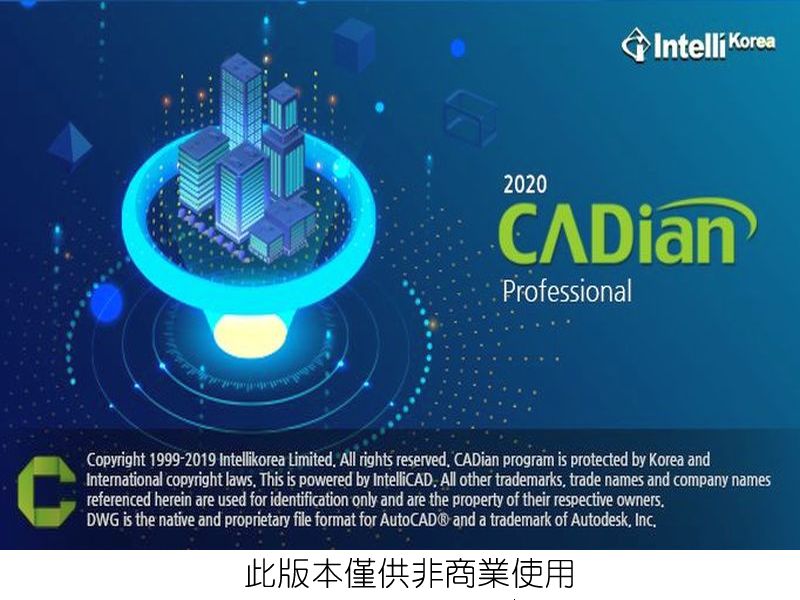 Intelli Korea
2020
CADian
Professional
Copyright 1999-2019 Intellikorea Limited. All rights reserved. CADian program is protected by Korea and
International copyright laws. This is powered by IntelliCAD. All other trademarks, trade names and company names
referenced herein are used for identification only and are the property of their respective owners.
DWG is the native and proprietary file format for AutoCAD® and a trademark of Autodesk, Inc.
此版本僅供非商業使用